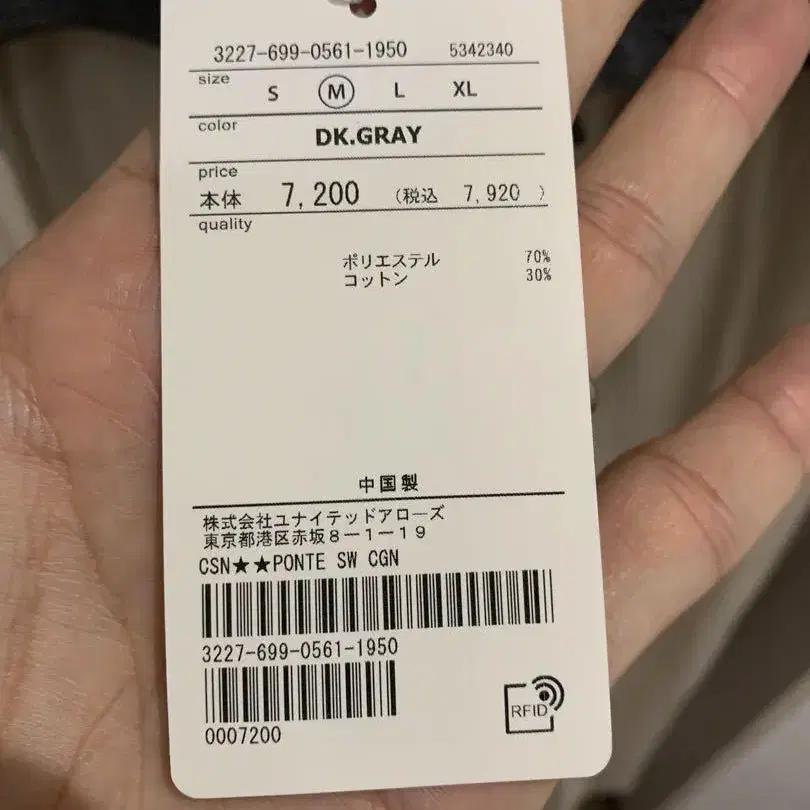 3227-699-0561-1950 5342340
size S M L XL
color DK.GRAY
price
本体 7,200 (税込 7,920 )
quality
ポリエステル 70%
コットン 30%
中国製
株式会社ユナイテッドアローズ
東京都港区赤坂8-1-19
CSN★★PONTE SW CGN
3227-699-0561-1950
0007200
RFID